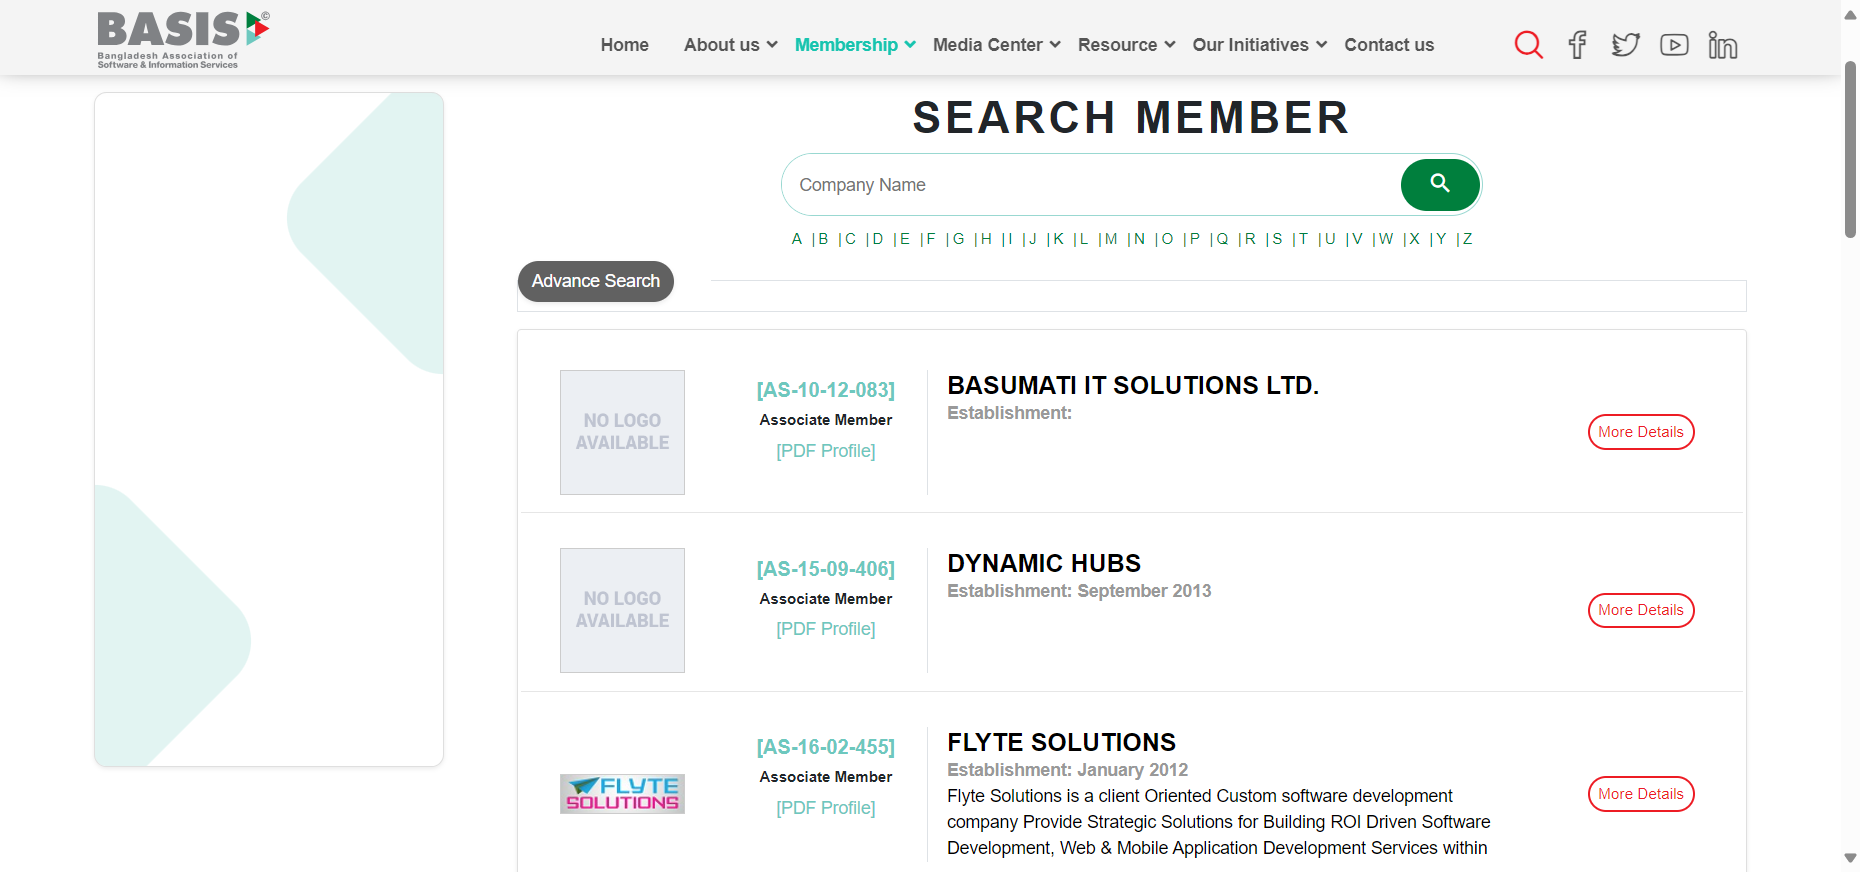 BASIS ©
Bangladesh Association of
Software & Information Services
Home About us Membership Media Center Resource Our Initiatives Contact us
SEARCH MEMBER
Company Name
A |B |C |D |E |F |G |H |I |J |K |L |M |N |O |P |Q |R |S |T |U |V |W |X |Y |Z
Advance Search
NO LOGO
AVAILABLE
[AS-10-12-083]
Associate Member
[PDF Profile]
BASUMATI IT SOLUTIONS LTD.
Establishment:
More Details
NO LOGO
AVAILABLE
[AS-15-09-406]
Associate Member
[PDF Profile]
DYNAMIC HUBS
Establishment: September 2013
More Details
FLYTE
SOLUTIONS
[AS-16-02-455]
Associate Member
[PDF Profile]
FLYTE SOLUTIONS
Establishment: January 2012
Flyte Solutions is a client Oriented Custom software development
company Provide Strategic Solutions for Building ROI Driven Software
Development, Web & Mobile Application Development Services within
More Details